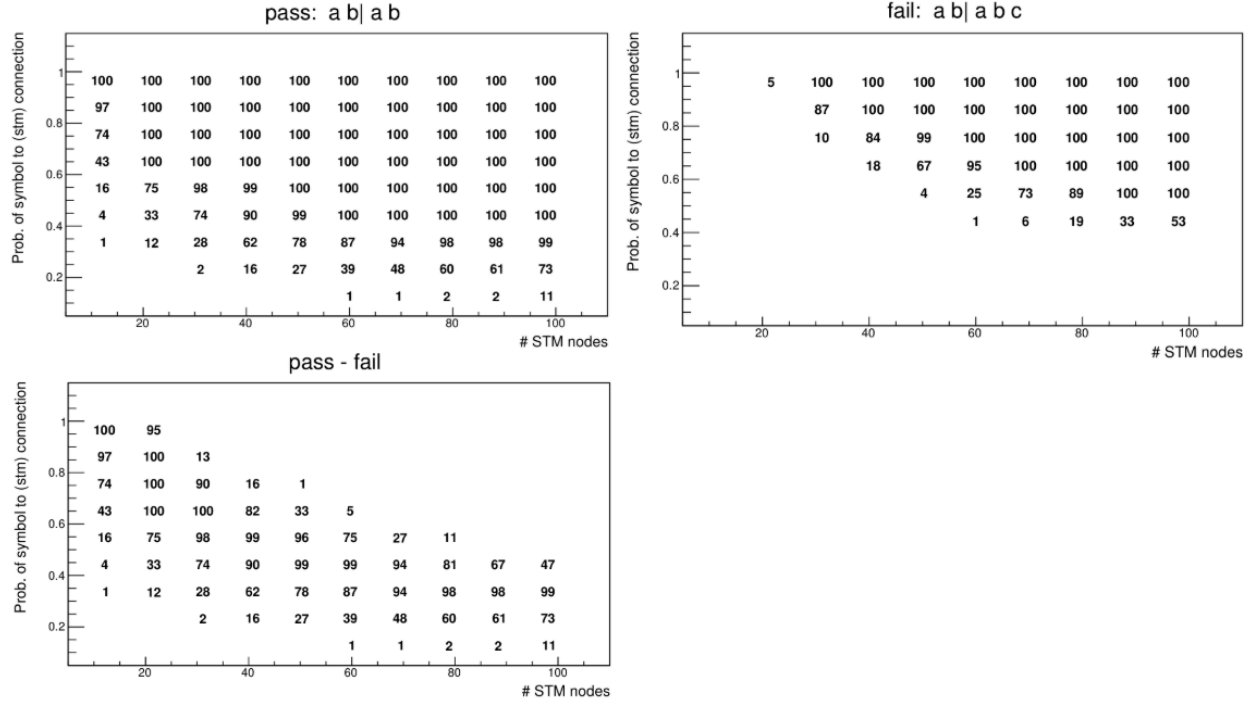 pass:  a b| a b
Prob. of symbol to (stm) connection
1
0.8
0.6
0.4
0.2
100 100 100 100 100 100 100 100 100 100
97 100 100 100 100 100 100 100 100 100
74 100 100 100 100 100 100 100 100 100
43 100 100 100 100 100 100 100 100 100
16 75 98 99 100 100 100 100 100 100
4 33 74 90 99 100 100 100 100 100
1 12 28 62 78 87 94 98 98 99
2 16 27 39 48 60 61 73
1 1 2 2 11
20 40 60 80 100
# STM nodes
fail:  a b| a b c
Prob. of symbol to (stm) connection
1
0.8
0.6
0.4
0.2
5 100 100 100 100 100 100 100 100
87 100 100 100 100 100 100 100
10 84 99 100 100 100 100 100
18 67 95 100 100 100 100
4 25 73 89 100 100
1 6 19 33 53
20 40 60 80 100
# STM nodes
pass - fail
Prob. of symbol to (stm) connection
1
0.8
0.6
0.4
0.2
100 95
97 100 13
74 100 90 16 1
43 100 100 82 33 5
16 75 98 99 96 75 27 11
4 33 74 90 99 99 94 81 67 47
1 12 28 62 78 87 94 98 98 99
2 16 27 39 48 60 61 73
1 1 2 2 11
20 40 60 80 100
# STM nodes